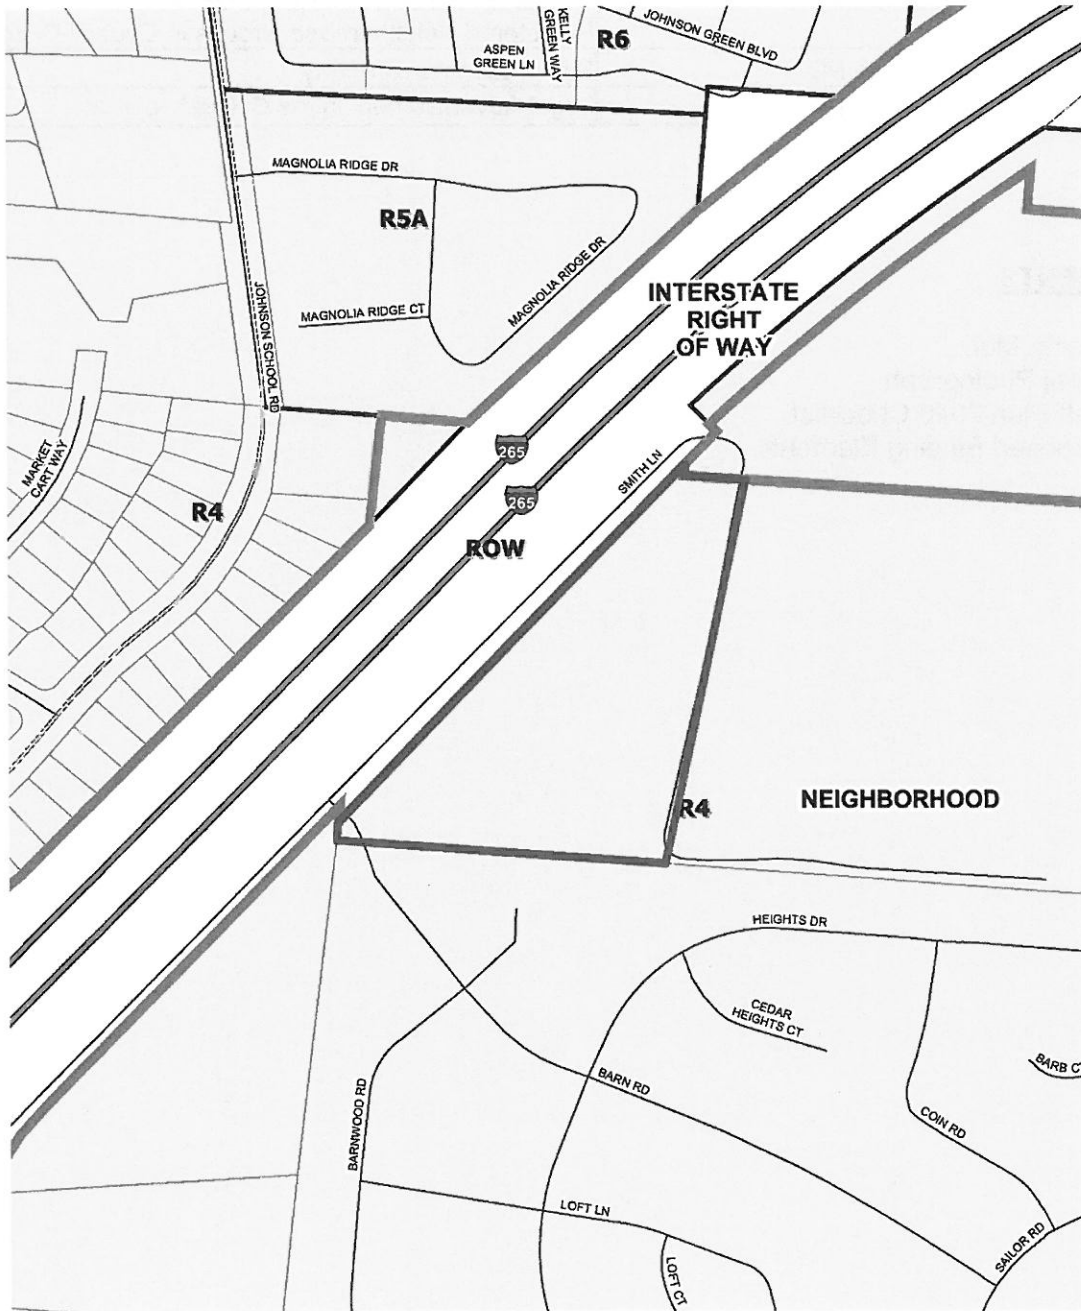 KELLY
GREEN WAY
R6
JOHNSON GREEN BLVD
ASPEN
GREEN LN
MAGNOLIA RIDGE DR
R5A
MAGNOLIA RIDGE DR
MAGNOLIA RIDGE CT
JOHNSON SCHOOL RD
INTERSTATE
RIGHT
OF WAY
MARKET
CART WAY
R4
265
265
SMITH LN
ROW
R4
NEIGHBORHOOD
HEIGHTS DR
CEDAR
HEIGHTS CT
BARB CT
BARN RD
COIN RD
BARNWOOD RD
LOFT LN
SAILOR RD
LOFT CT